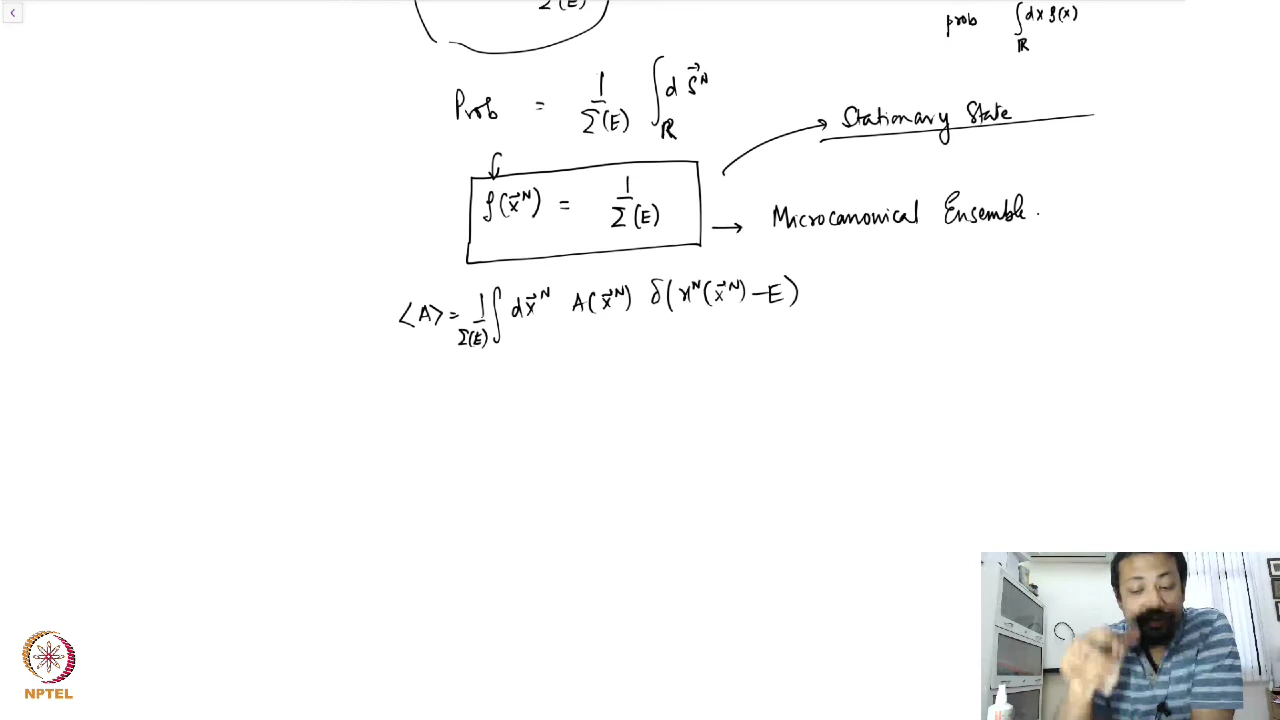 Σ(E)
prob ∫_ℝ dx ρ(x)
Prob = 1/Σ(E) ∫_ℝ d S⃗^N
Stationary State
ρ(x⃗^N) = 1/Σ(E)
→ Microcanonical Ensemble.
⟨A⟩ = 1/Σ(E) ∫ dx⃗^N A(x⃗^N) δ(H^N(x⃗^N) − E)
NPTEL